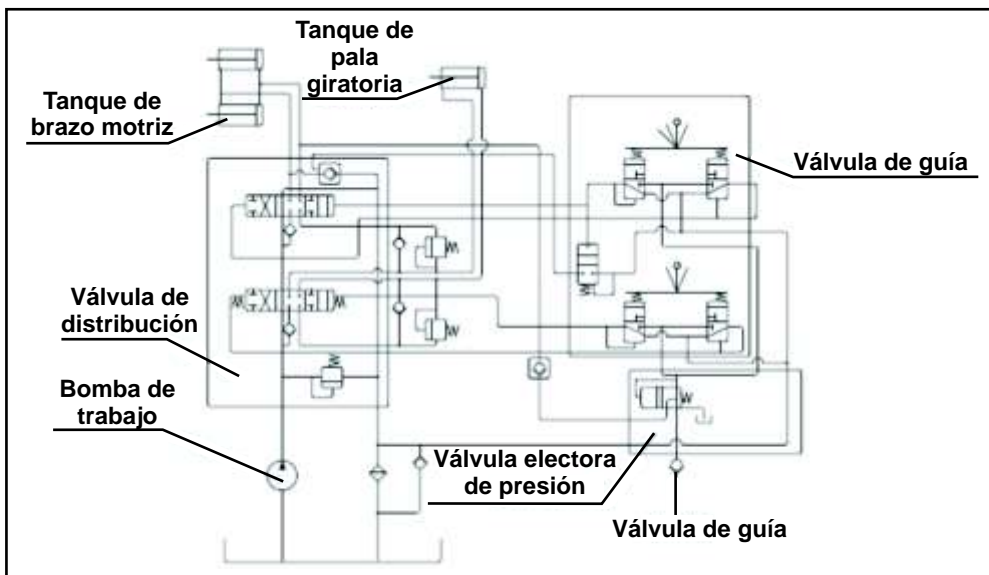 Tanque de
pala
giratoria
Tanque de
brazo motriz
Válvula de guía
Válvula de
distribución
Bomba de
trabajo
Válvula electora
de presión
Válvula de guía